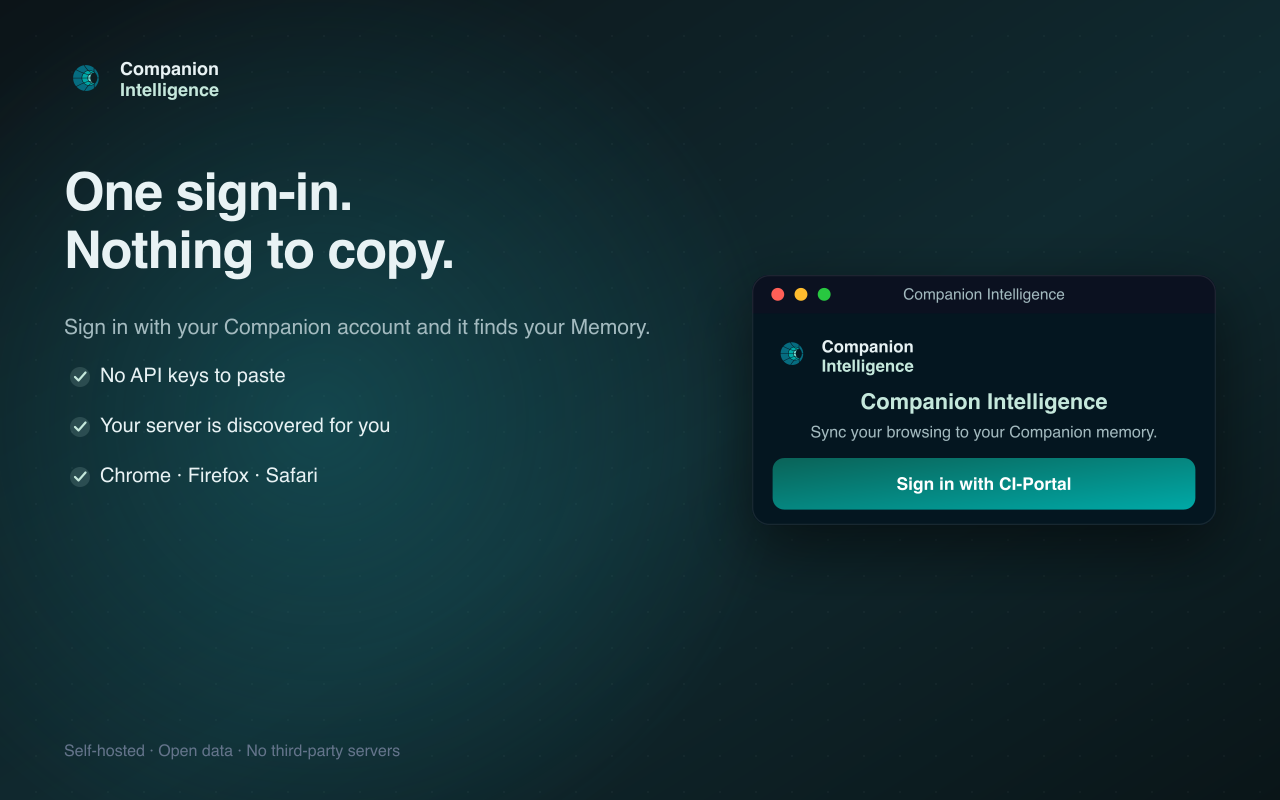 Companion
Intelligence
One sign-in.
Nothing to copy.
Sign in with your Companion account and it finds your Memory.
No API keys to paste
Your server is discovered for you
Chrome · Firefox · Safari
Companion Intelligence
Companion
Intelligence
Companion Intelligence
Sync your browsing to your Companion memory.
Sign in with CI-Portal
Self-hosted · Open data · No third-party servers